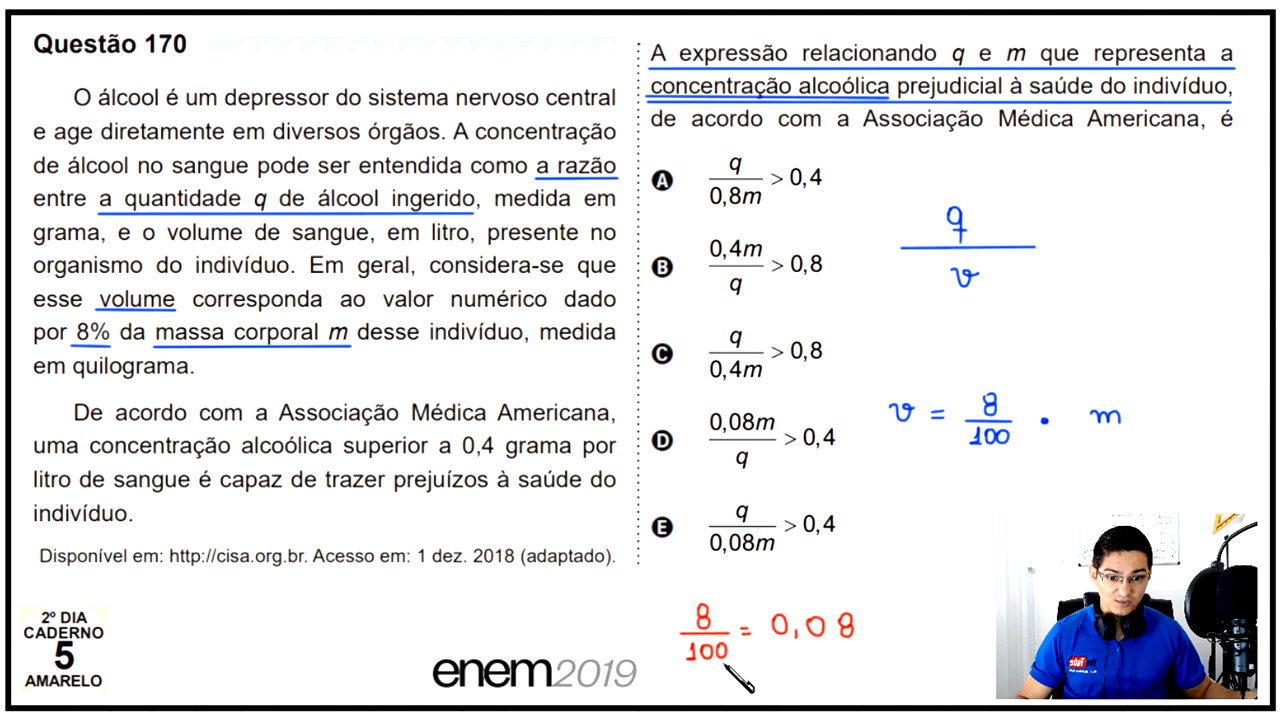 Questão 170
O álcool é um depressor do sistema nervoso central
e age diretamente em diversos órgãos. A concentração
de álcool no sangue pode ser entendida como a razão
entre a quantidade q de álcool ingerido, medida em
grama, e o volume de sangue, em litro, presente no
organismo do indivíduo. Em geral, considera-se que
esse volume corresponda ao valor numérico dado
por 8% da massa corporal m desse indivíduo, medida
em quilograma.
De acordo com a Associação Médica Americana,
uma concentração alcoólica superior a 0,4 grama por
litro de sangue é capaz de trazer prejuízos à saúde do
indivíduo.
Disponível em: http://cisa.org.br. Acesso em: 1 dez. 2018 (adaptado).
2º DIA
CADERNO
5
AMARELO
enem2019
A expressão relacionando q e m que representa a
concentração alcoólica prejudicial à saúde do indivíduo,
de acordo com a Associação Médica Americana, é
A q/0,8m > 0,4
B 0,4m/q > 0,8
C q/0,4m > 0,8
D 0,08m/q > 0,4
E q/0,08m > 0,4
q/v
v = 8/100 · m
8/100 = 0,08